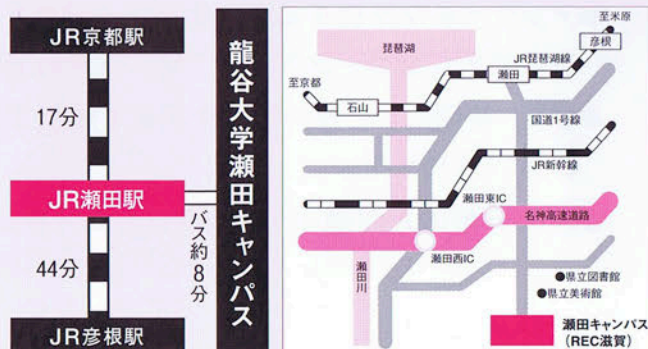 JR京都駅
17分
JR瀬田駅
44分
JR彦根駅
バス約8分
龍谷大学瀬田キャンパス
至米原
琵琶湖
彦根
JR琵琶湖線
瀬田
至京都
石山
国道1号線
JR新幹線
瀬田東IC
名神高速道路
瀬田西IC
瀬田川
●県立図書館
●県立美術館
瀬田キャンパス
(REC滋賀)